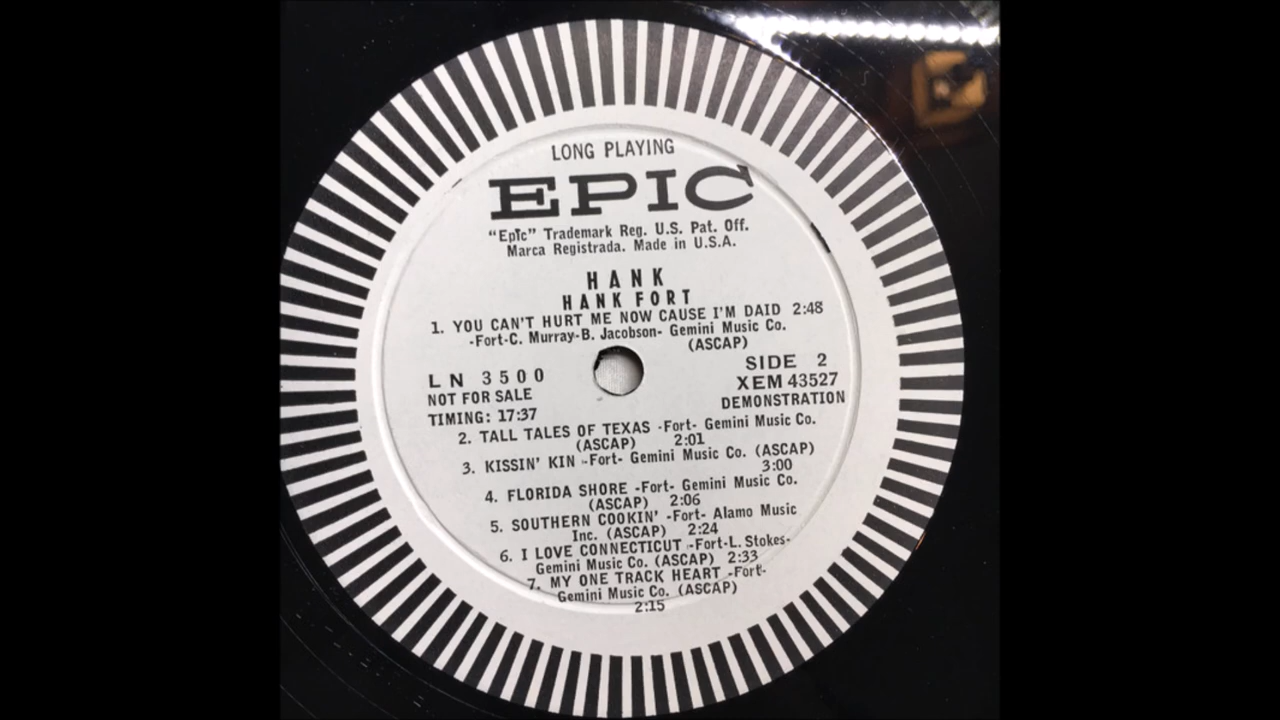 LONG PLAYING
EPIC
"Epic" Trademark Reg. U.S. Pat. Off.
Marca Registrada. Made in U.S.A.
HANK
HANK FORT
1. YOU CAN'T HURT ME NOW CAUSE I'M DAID 2:48
-Fort-C. Murray-B. Jacobson- Gemini Music Co.
(ASCAP)
LN 3500
NOT FOR SALE
TIMING: 17:37
SIDE 2
XEM 43527
DEMONSTRATION
2. TALL TALES OF TEXAS -Fort- Gemini Music Co.
(ASCAP) 2:01
3. KISSIN' KIN -Fort- Gemini Music Co. (ASCAP)
3:00
4. FLORIDA SHORE -Fort- Gemini Music Co.
(ASCAP) 2:06
5. SOUTHERN COOKIN' -Fort- Alamo Music
Inc. (ASCAP) 2:24
6. I LOVE CONNECTICUT -Fort-L. Stokes-
Gemini Music Co. (ASCAP) 2:33
7. MY ONE TRACK HEART -Fort-
Gemini Music Co. (ASCAP)
2:15